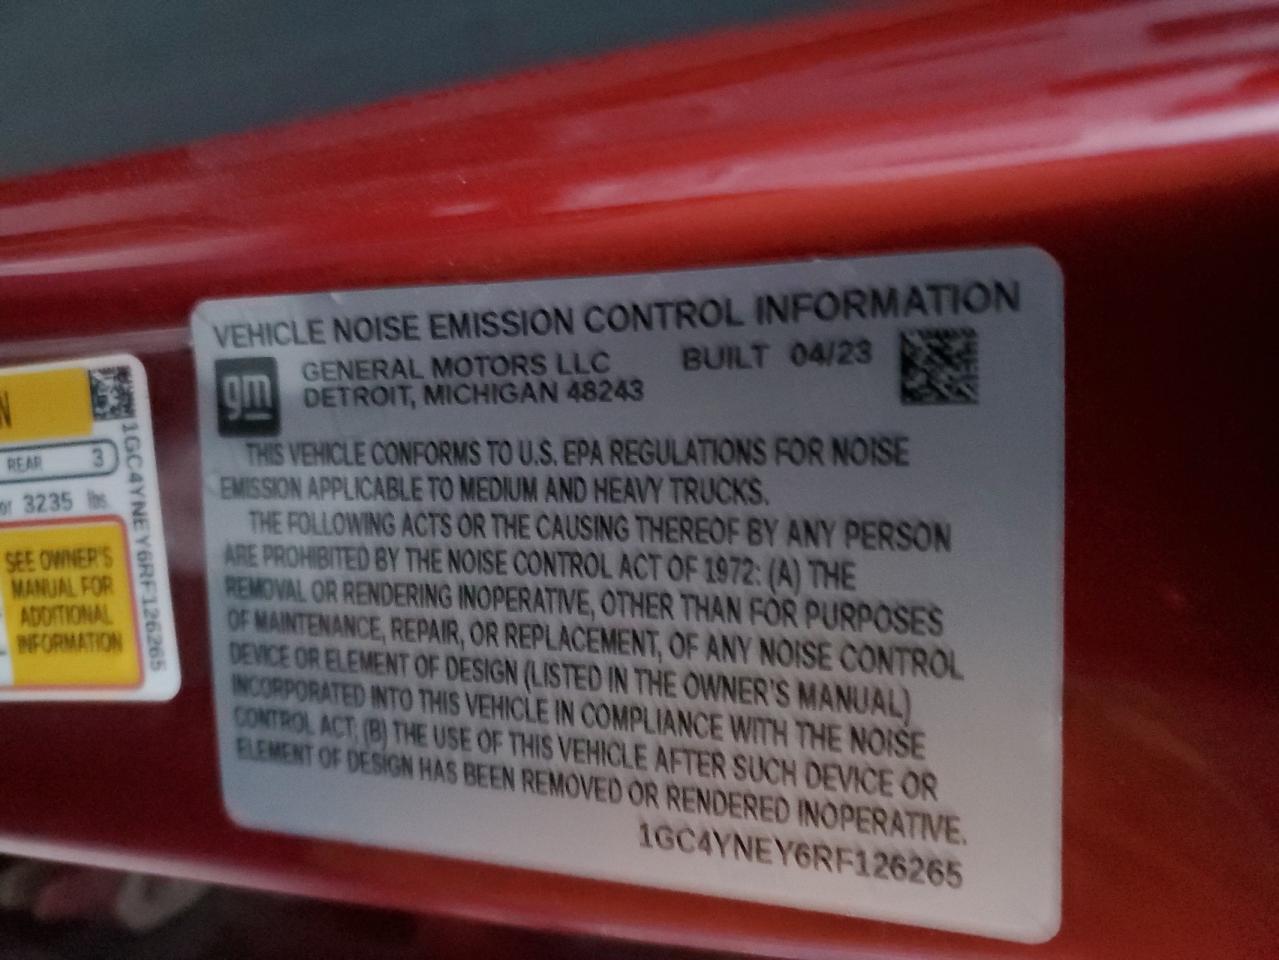 N
REAR 3
or 3235 lbs.
SEE OWNER'S
MANUAL FOR
ADDITIONAL
INFORMATION
1GC4YNEY6RF126265
VEHICLE NOISE EMISSION CONTROL INFORMATION
gm
GENERAL MOTORS LLC BUILT 04/23
DETROIT, MICHIGAN 48243
THIS VEHICLE CONFORMS TO U.S. EPA REGULATIONS FOR NOISE
EMISSION APPLICABLE TO MEDIUM AND HEAVY TRUCKS.
THE FOLLOWING ACTS OR THE CAUSING THEREOF BY ANY PERSON
ARE PROHIBITED BY THE NOISE CONTROL ACT OF 1972: (A) THE
REMOVAL OR RENDERING INOPERATIVE, OTHER THAN FOR PURPOSES
OF MAINTENANCE, REPAIR, OR REPLACEMENT, OF ANY NOISE CONTROL
DEVICE OR ELEMENT OF DESIGN (LISTED IN THE OWNER'S MANUAL)
INCORPORATED INTO THIS VEHICLE IN COMPLIANCE WITH THE NOISE
CONTROL ACT; (B) THE USE OF THIS VEHICLE AFTER SUCH DEVICE OR
ELEMENT OF DESIGN HAS BEEN REMOVED OR RENDERED INOPERATIVE.
1GC4YNEY6RF126265